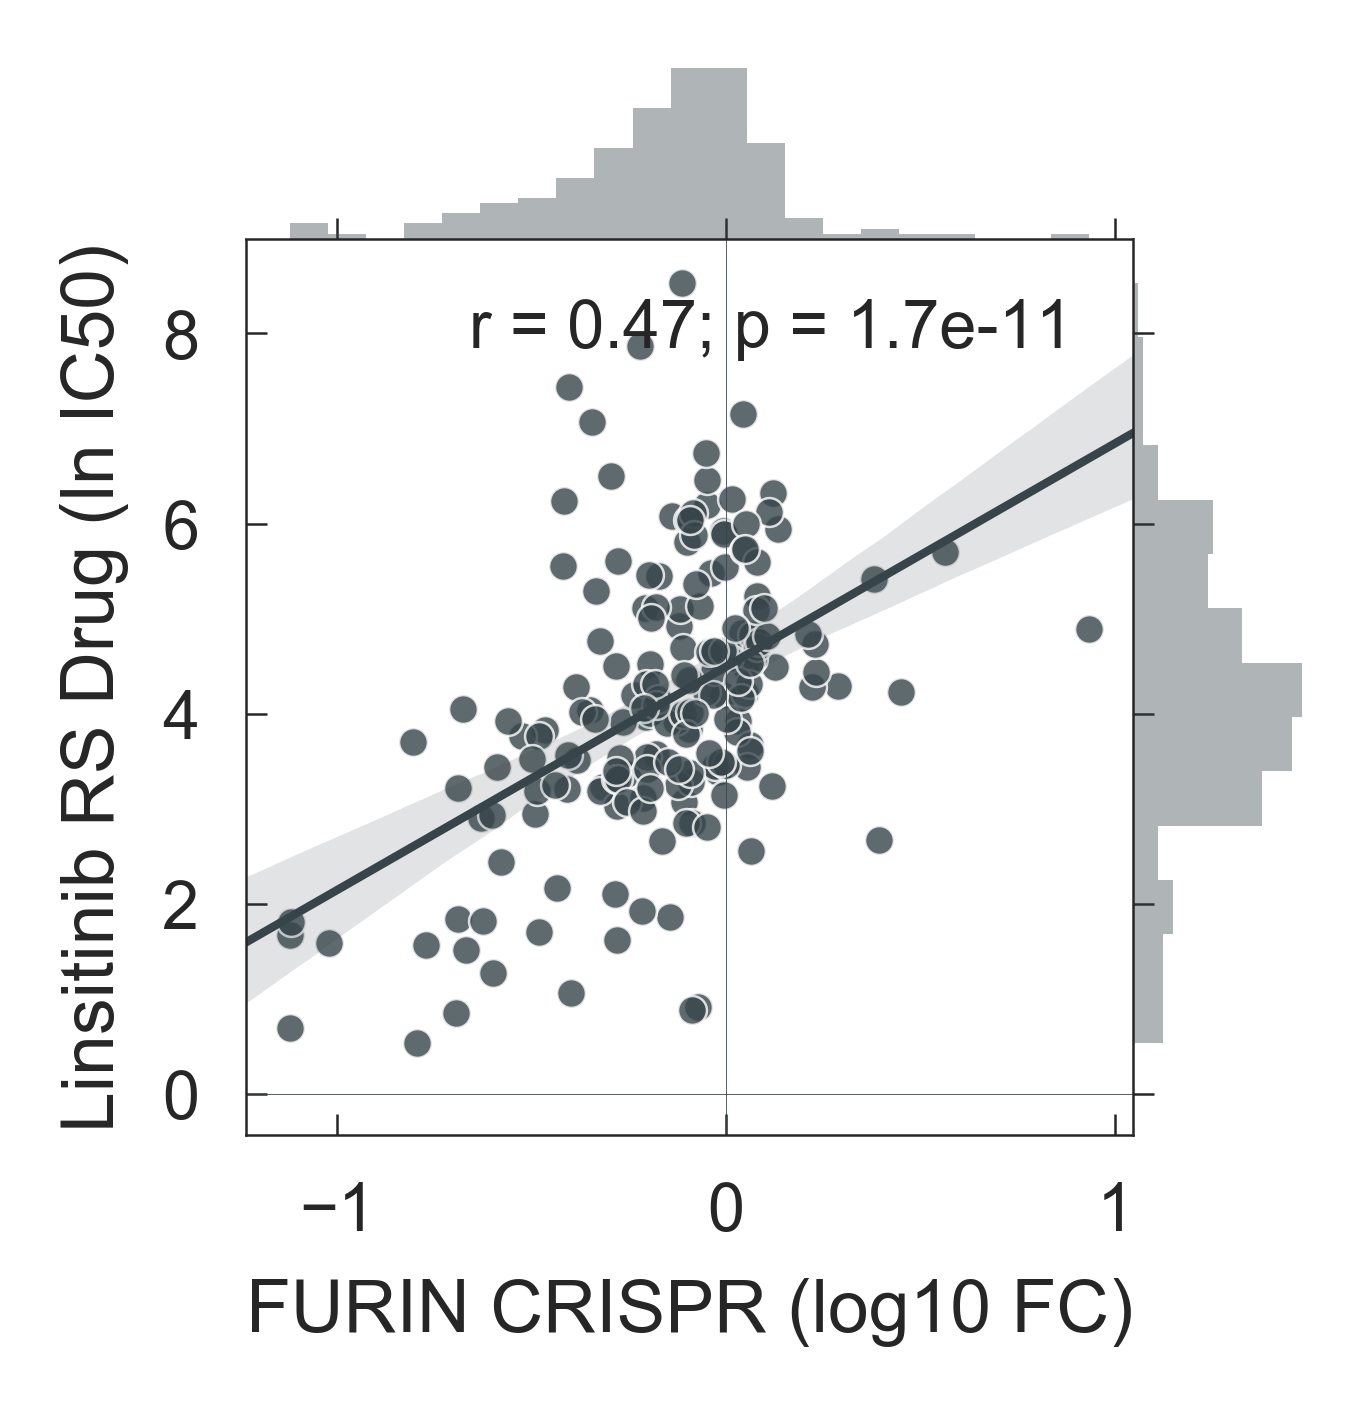 r = 0.47; p = 1.7e-11
Linsitinib RS Drug (ln IC50)
8
6
4
2
0
−1 0 1
FURIN CRISPR (log10 FC)